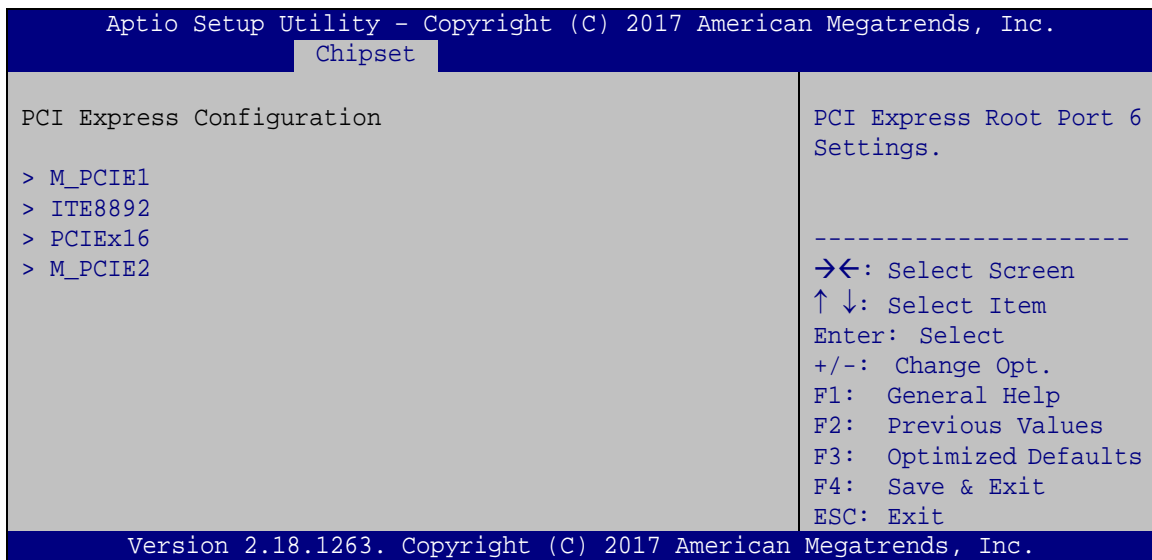 Aptio Setup Utility – Copyright (C) 2017 American Megatrends, Inc.
Chipset
PCI Express Configuration
> M_PCIE1
> ITE8892
> PCIEx16
> M_PCIE2
PCI Express Root Port 6
Settings.
----------------------
→←: Select Screen
↑ ↓: Select Item
Enter: Select
+/-: Change Opt.
F1: General Help
F2: Previous Values
F3: Optimized Defaults
F4: Save & Exit
ESC: Exit
Version 2.18.1263. Copyright (C) 2017 American Megatrends, Inc.